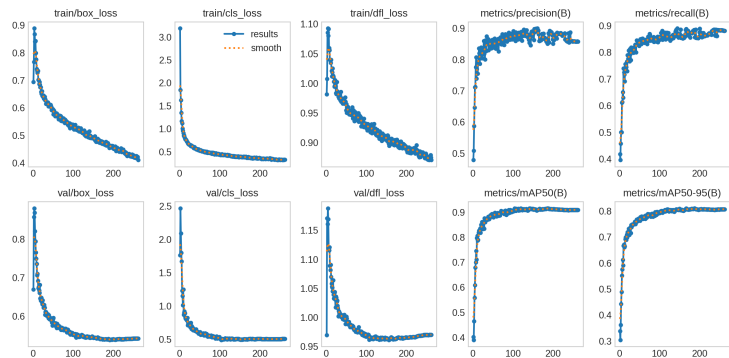 train/box_loss train/cls_loss train/dfl_loss metrics/precision(B) metrics/recall(B)
0.9 0.8 0.7 0.6 0.5 0.4
0 100 200
3.0 2.5 2.0 1.5 1.0 0.5
results
smooth
0 100 200
1.10 1.05 1.00 0.95 0.90
0 100 200
0.9 0.8 0.7 0.6 0.5
0 100 200
0.9 0.8 0.7 0.6 0.5 0.4
0 100 200
val/box_loss val/cls_loss val/dfl_loss metrics/mAP50(B) metrics/mAP50-95(B)
0.8 0.7 0.6
0 100 200
2.5 2.0 1.5 1.0 0.5
0 100 200
1.15 1.10 1.05 1.00 0.95
0 100 200
0.9 0.8 0.7 0.6 0.5 0.4
0 100 200
0.8 0.7 0.6 0.5 0.4 0.3
0 100 200